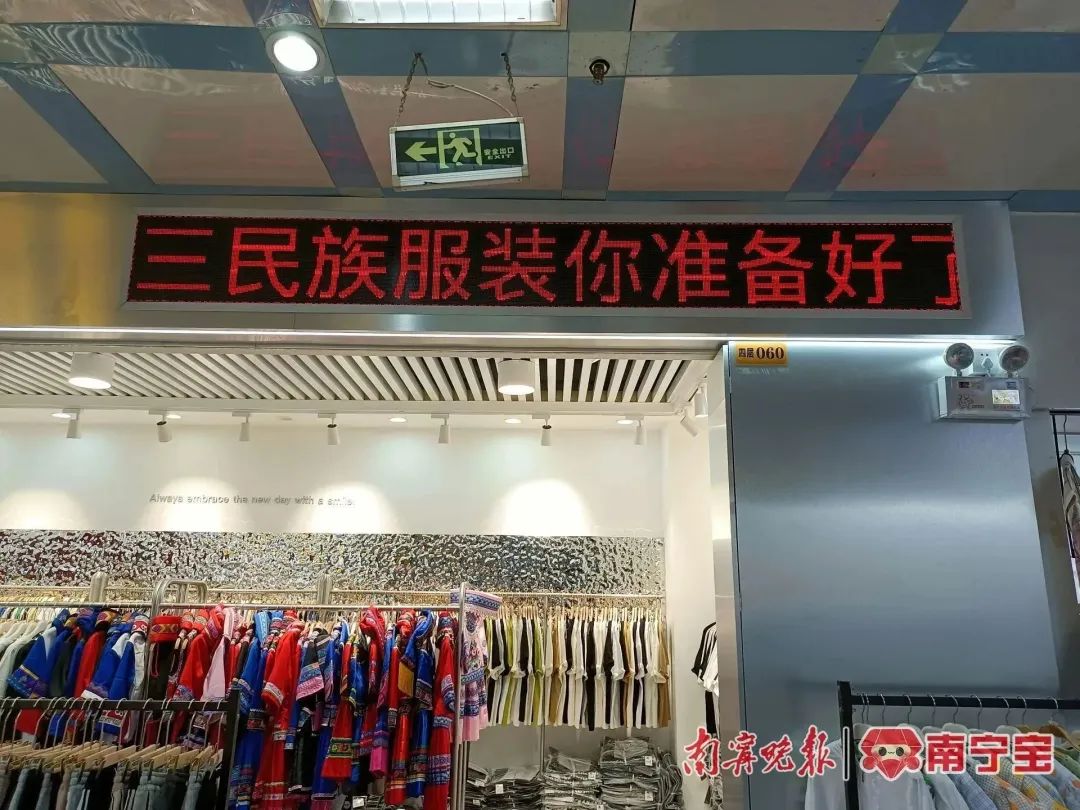 安全出口
EXIT
三民族服装你准备好了
四层060
Always embrace the new day with a smile.
南宁晚报 南宁宝